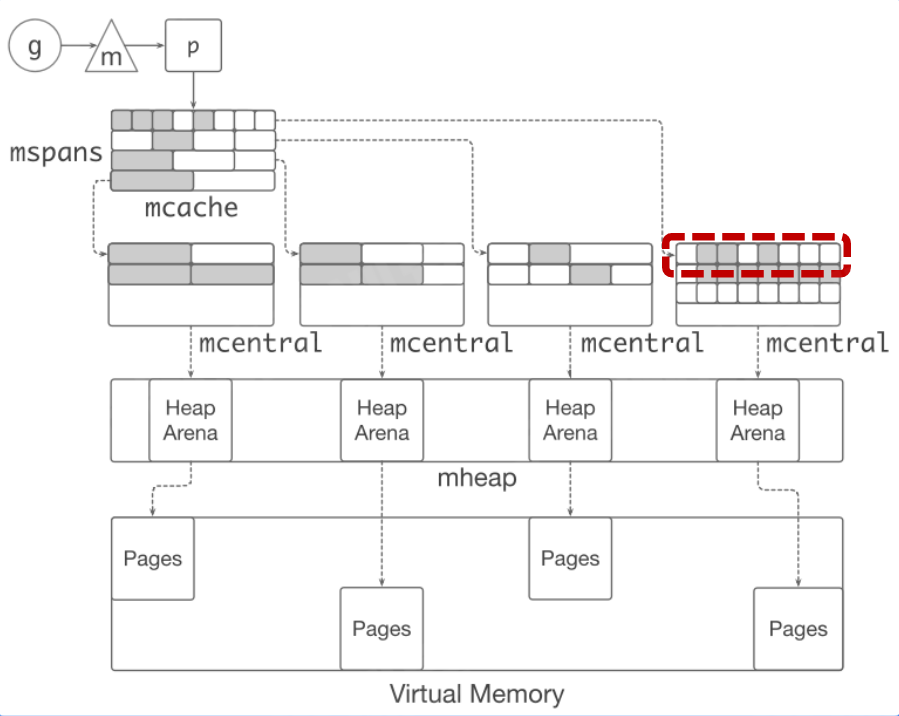 g
m
p
mspans
mcache
mcentral
mcentral
mcentral
mcentral
Heap
Arena
Heap
Arena
Heap
Arena
Heap
Arena
mheap
Pages
Pages
Pages
Pages
Virtual Memory